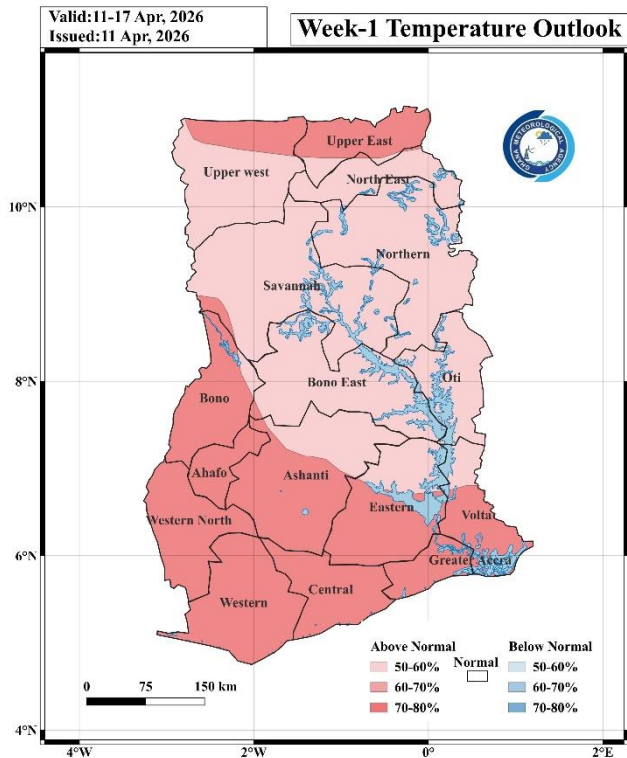 Valid:11-17 Apr, 2026
Issued:11 Apr, 2026
Week-1 Temperature Outlook
GHANA METEOROLOGICAL AGENCY
Upper East
Upper west
North East
10°N
Northern
Savannah
8°N
Bono East
Oti
Bono
Ahafo
Ashanti
Western North
Eastern
Volta
6°N
Greater Accra
Central
Western
Above Normal
Normal
Below Normal
50-60%
50-60%
60-70%
60-70%
70-80%
70-80%
0 75 150 km
4°N
4°W 2°W 0° 2°E